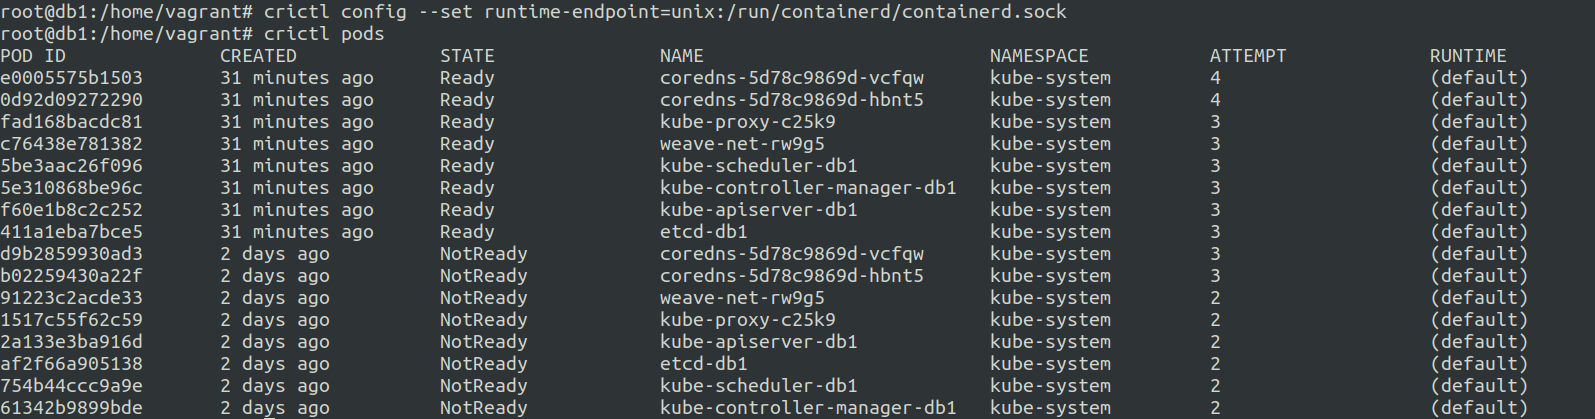 root@db1:/home/vagrant# crictl config --set runtime-endpoint=unix:/run/containerd/containerd.sock
root@db1:/home/vagrant# crictl pods
POD ID CREATED STATE NAME NAMESPACE ATTEMPT RUNTIME
e0005575b1503 31 minutes ago Ready coredns-5d78c9869d-vcfqw kube-system 4 (default)
0d92d09272290 31 minutes ago Ready coredns-5d78c9869d-hbnt5 kube-system 4 (default)
fad168bacdc81 31 minutes ago Ready kube-proxy-c25k9 kube-system 3 (default)
c76438e781382 31 minutes ago Ready weave-net-rw9g5 kube-system 3 (default)
5be3aac26f096 31 minutes ago Ready kube-scheduler-db1 kube-system 3 (default)
5e310868be96c 31 minutes ago Ready kube-controller-manager-db1 kube-system 3 (default)
f60e1b8c2c252 31 minutes ago Ready kube-apiserver-db1 kube-system 3 (default)
411a1eba7bce5 31 minutes ago Ready etcd-db1 kube-system 3 (default)
d9b2859930ad3 2 days ago NotReady coredns-5d78c9869d-vcfqw kube-system 3 (default)
b02259430a22f 2 days ago NotReady coredns-5d78c9869d-hbnt5 kube-system 3 (default)
91223c2acde33 2 days ago NotReady weave-net-rw9g5 kube-system 2 (default)
1517c55f62c59 2 days ago NotReady kube-proxy-c25k9 kube-system 2 (default)
2a133e3ba916d 2 days ago NotReady kube-apiserver-db1 kube-system 2 (default)
af2f66a905138 2 days ago NotReady etcd-db1 kube-system 2 (default)
754b44ccc9a9e 2 days ago NotReady kube-scheduler-db1 kube-system 2 (default)
61342b9899bde 2 days ago NotReady kube-controller-manager-db1 kube-system 2 (default)